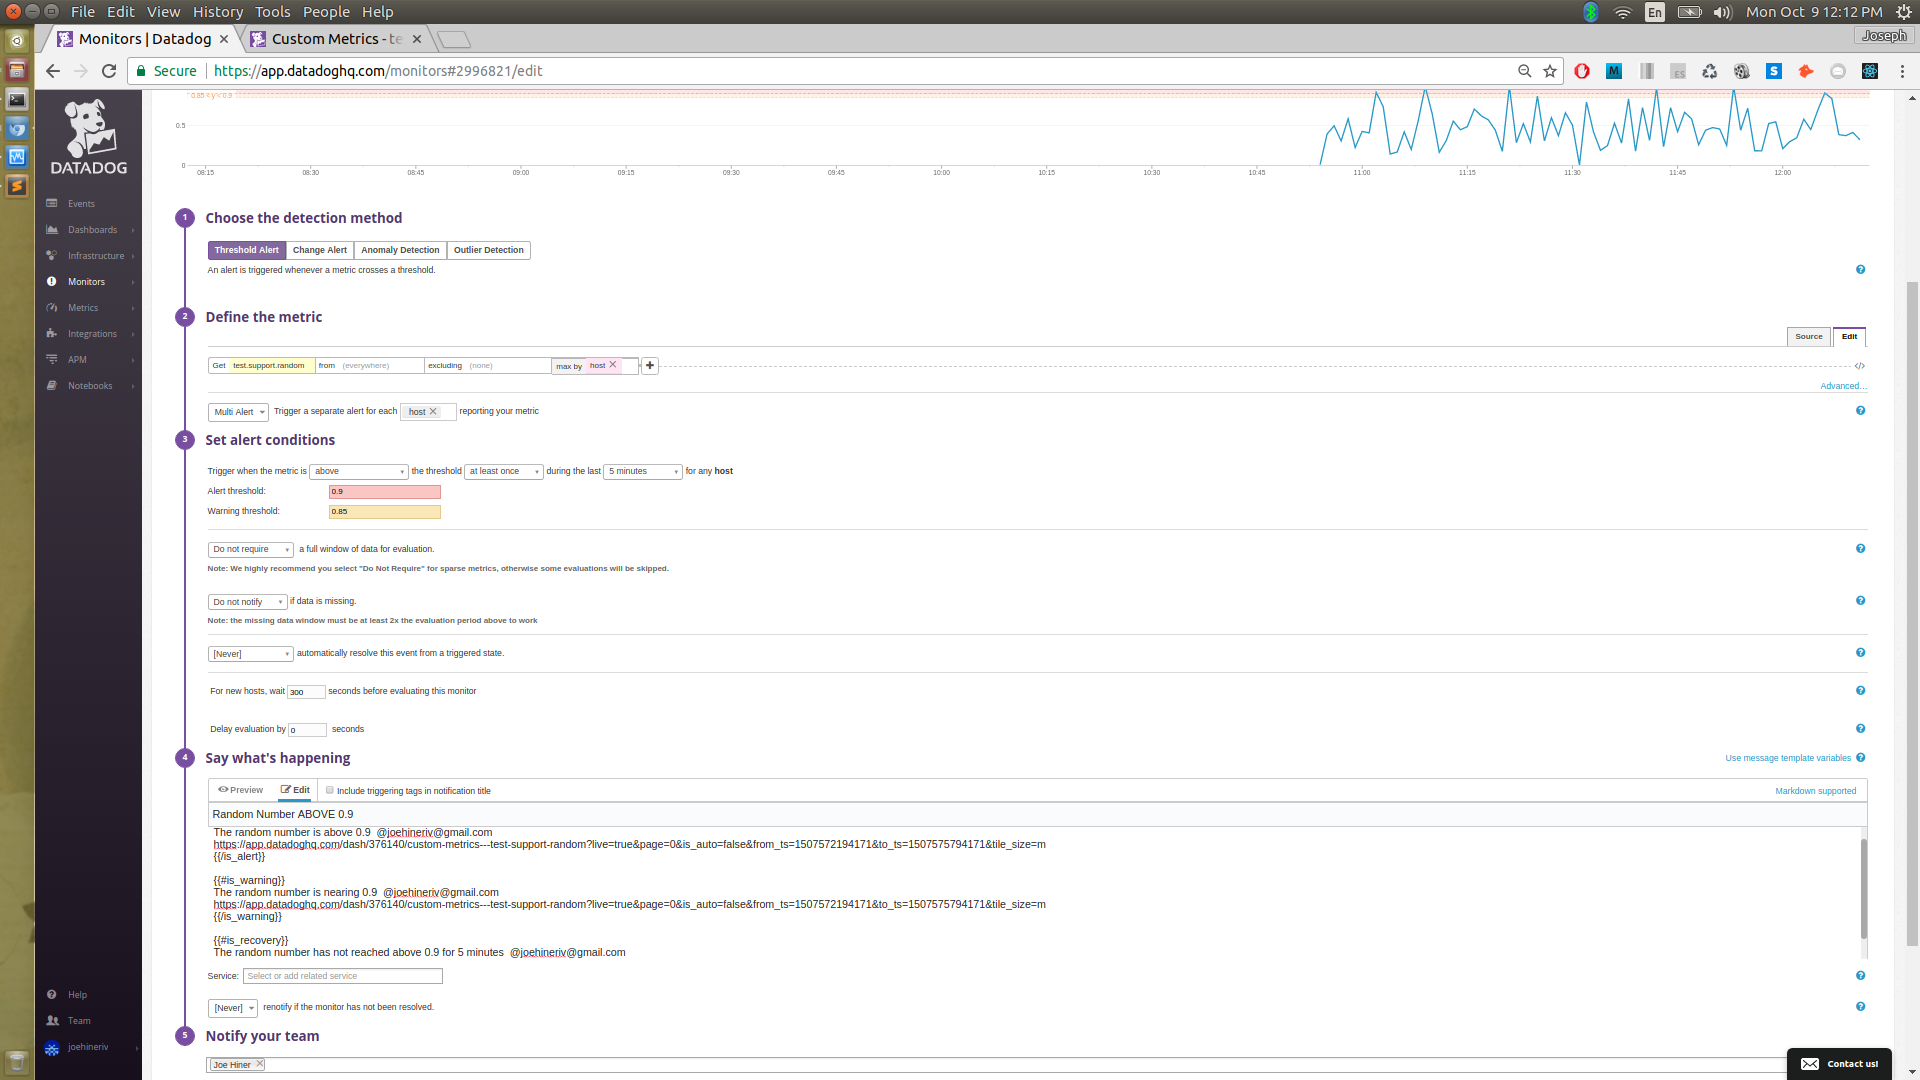 File Edit View History Tools People Help
En
Mon Oct 9 12:12 PM
Monitors | Datadog
Custom Metrics - te
Joseph
Secure
https://app.datadoghq.com/monitors#2996821/edit
DATADOG
Events
Dashboards
Infrastructure
Monitors
Metrics
Integrations
APM
Notebooks
Help
Team
joehineriv
0.85 < y < 0.9
0.5
0
08:15 08:30 08:45 09:00 09:15 09:30 09:45 10:00 10:15 10:30 10:45 11:00 11:15 11:30 11:45 12:00
1 Choose the detection method
Threshold Alert Change Alert Anomaly Detection Outlier Detection
An alert is triggered whenever a metric crosses a threshold.
2 Define the metric
Source Edit
Get test.support.random from (everywhere) excluding (none) max by host
Advanced...
Multi Alert Trigger a separate alert for each host reporting your metric
3 Set alert conditions
Trigger when the metric is above the threshold at least once during the last 5 minutes for any host
Alert threshold: 0.9
Warning threshold: 0.85
Do not require a full window of data for evaluation.
Note: We highly recommend you select "Do Not Require" for sparse metrics, otherwise some evaluations will be skipped.
Do not notify if data is missing.
Note: the missing data window must be at least 2x the evaluation period above to work
[Never] automatically resolve this event from a triggered state.
For new hosts, wait 300 seconds before evaluating this monitor
Delay evaluation by 0 seconds
4 Say what's happening
Use message template variables
Preview Edit Include triggering tags in notification title
Markdown supported
Random Number ABOVE 0.9
The random number is above 0.9 @joehineriv@gmail.com
https://app.datadoghq.com/dash/376140/custom-metrics---test-support-random?live=true&page=0&is_auto=false&from_ts=1507572194171&to_ts=1507575794171&tile_size=m
{{/is_alert}}
{{#is_warning}}
The random number is nearing 0.9 @joehineriv@gmail.com
https://app.datadoghq.com/dash/376140/custom-metrics---test-support-random?live=true&page=0&is_auto=false&from_ts=1507572194171&to_ts=1507575794171&tile_size=m
{{/is_warning}}
{{#is_recovery}}
The random number has not reached above 0.9 for 5 minutes @joehineriv@gmail.com
Service: Select or add related service
[Never] renotify if the monitor has not been resolved.
5 Notify your team
Joe Hiner
Contact us!